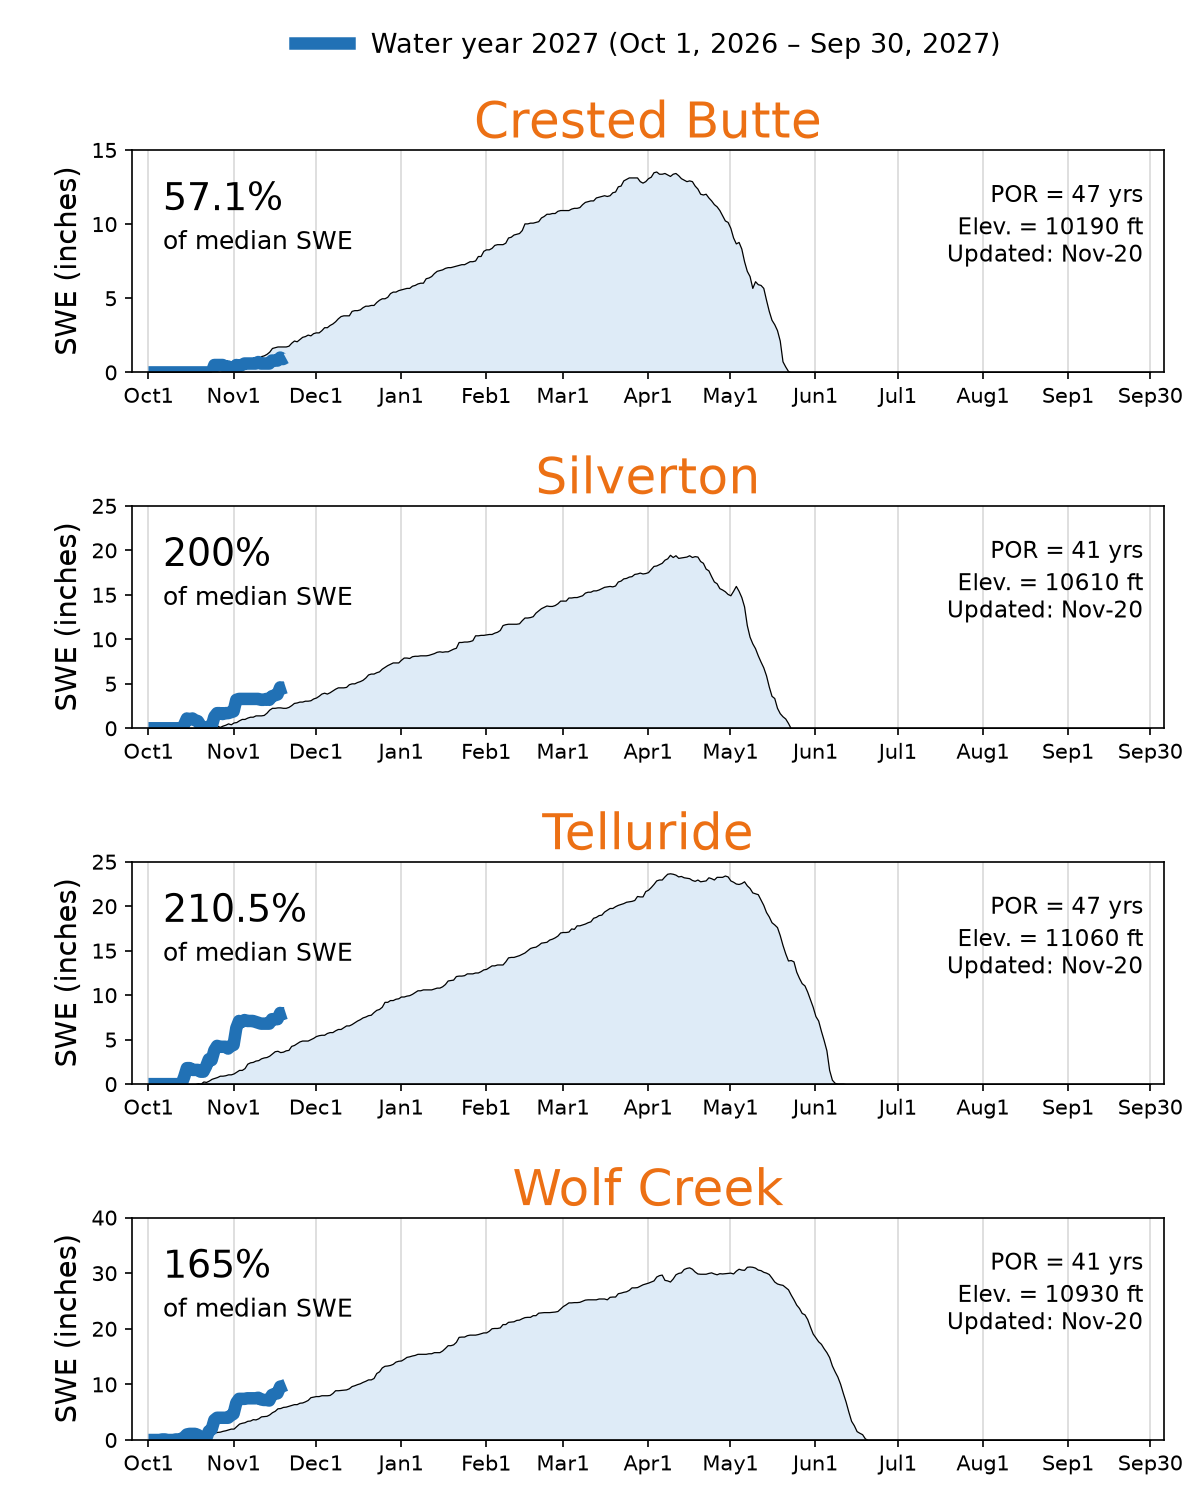 Water year 2027 (Oct 1, 2026 – Sep 30, 2027)
Crested Butte
SWE (inches)
15
10
5
0
57.1%
of median SWE
POR = 47 yrs
Elev. = 10190 ft
Updated: Nov-20
Oct1 Nov1 Dec1 Jan1 Feb1 Mar1 Apr1 May1 Jun1 Jul1 Aug1 Sep1 Sep30
Silverton
SWE (inches)
25
20
15
10
5
0
200%
of median SWE
POR = 41 yrs
Elev. = 10610 ft
Updated: Nov-20
Oct1 Nov1 Dec1 Jan1 Feb1 Mar1 Apr1 May1 Jun1 Jul1 Aug1 Sep1 Sep30
Telluride
SWE (inches)
25
20
15
10
5
0
210.5%
of median SWE
POR = 47 yrs
Elev. = 11060 ft
Updated: Nov-20
Oct1 Nov1 Dec1 Jan1 Feb1 Mar1 Apr1 May1 Jun1 Jul1 Aug1 Sep1 Sep30
Wolf Creek
SWE (inches)
40
30
20
10
0
165%
of median SWE
POR = 41 yrs
Elev. = 10930 ft
Updated: Nov-20
Oct1 Nov1 Dec1 Jan1 Feb1 Mar1 Apr1 May1 Jun1 Jul1 Aug1 Sep1 Sep30